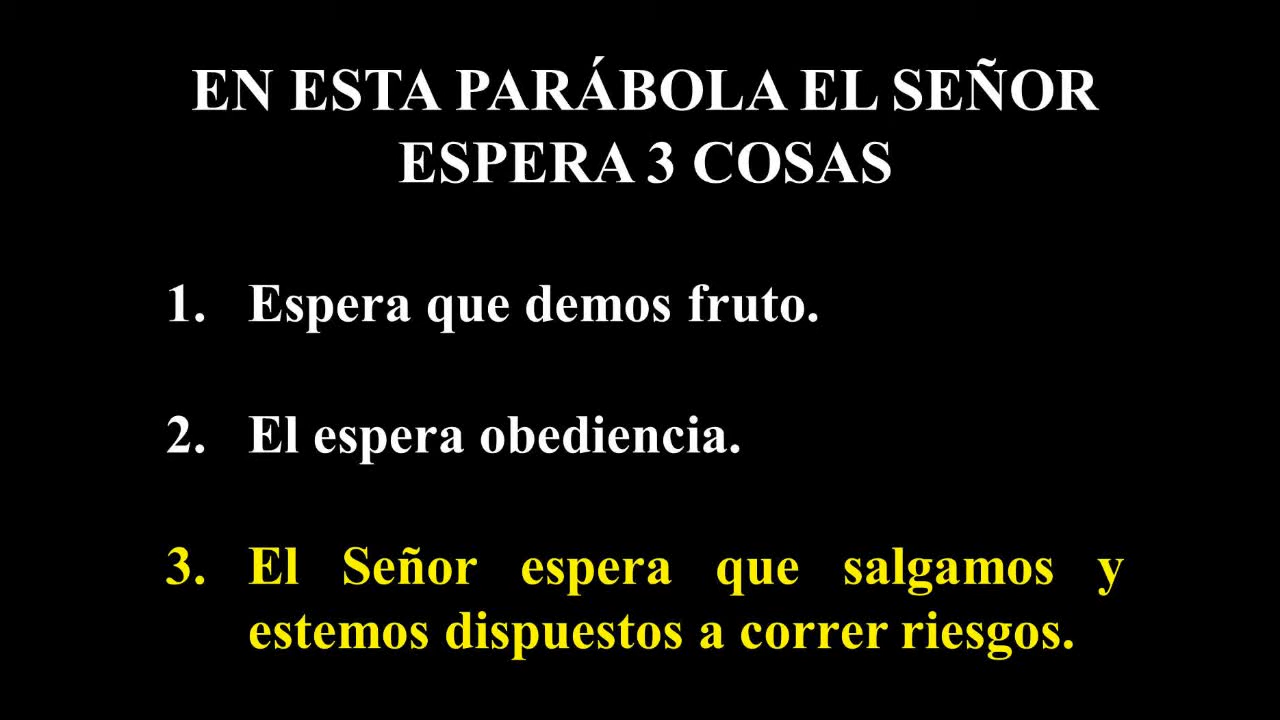 EN ESTA PARÁBOLA EL SEÑOR
ESPERA 3 COSAS
1. Espera que demos fruto.
2. El espera obediencia.
3. El Señor espera que salgamos y
estemos dispuestos a correr riesgos.